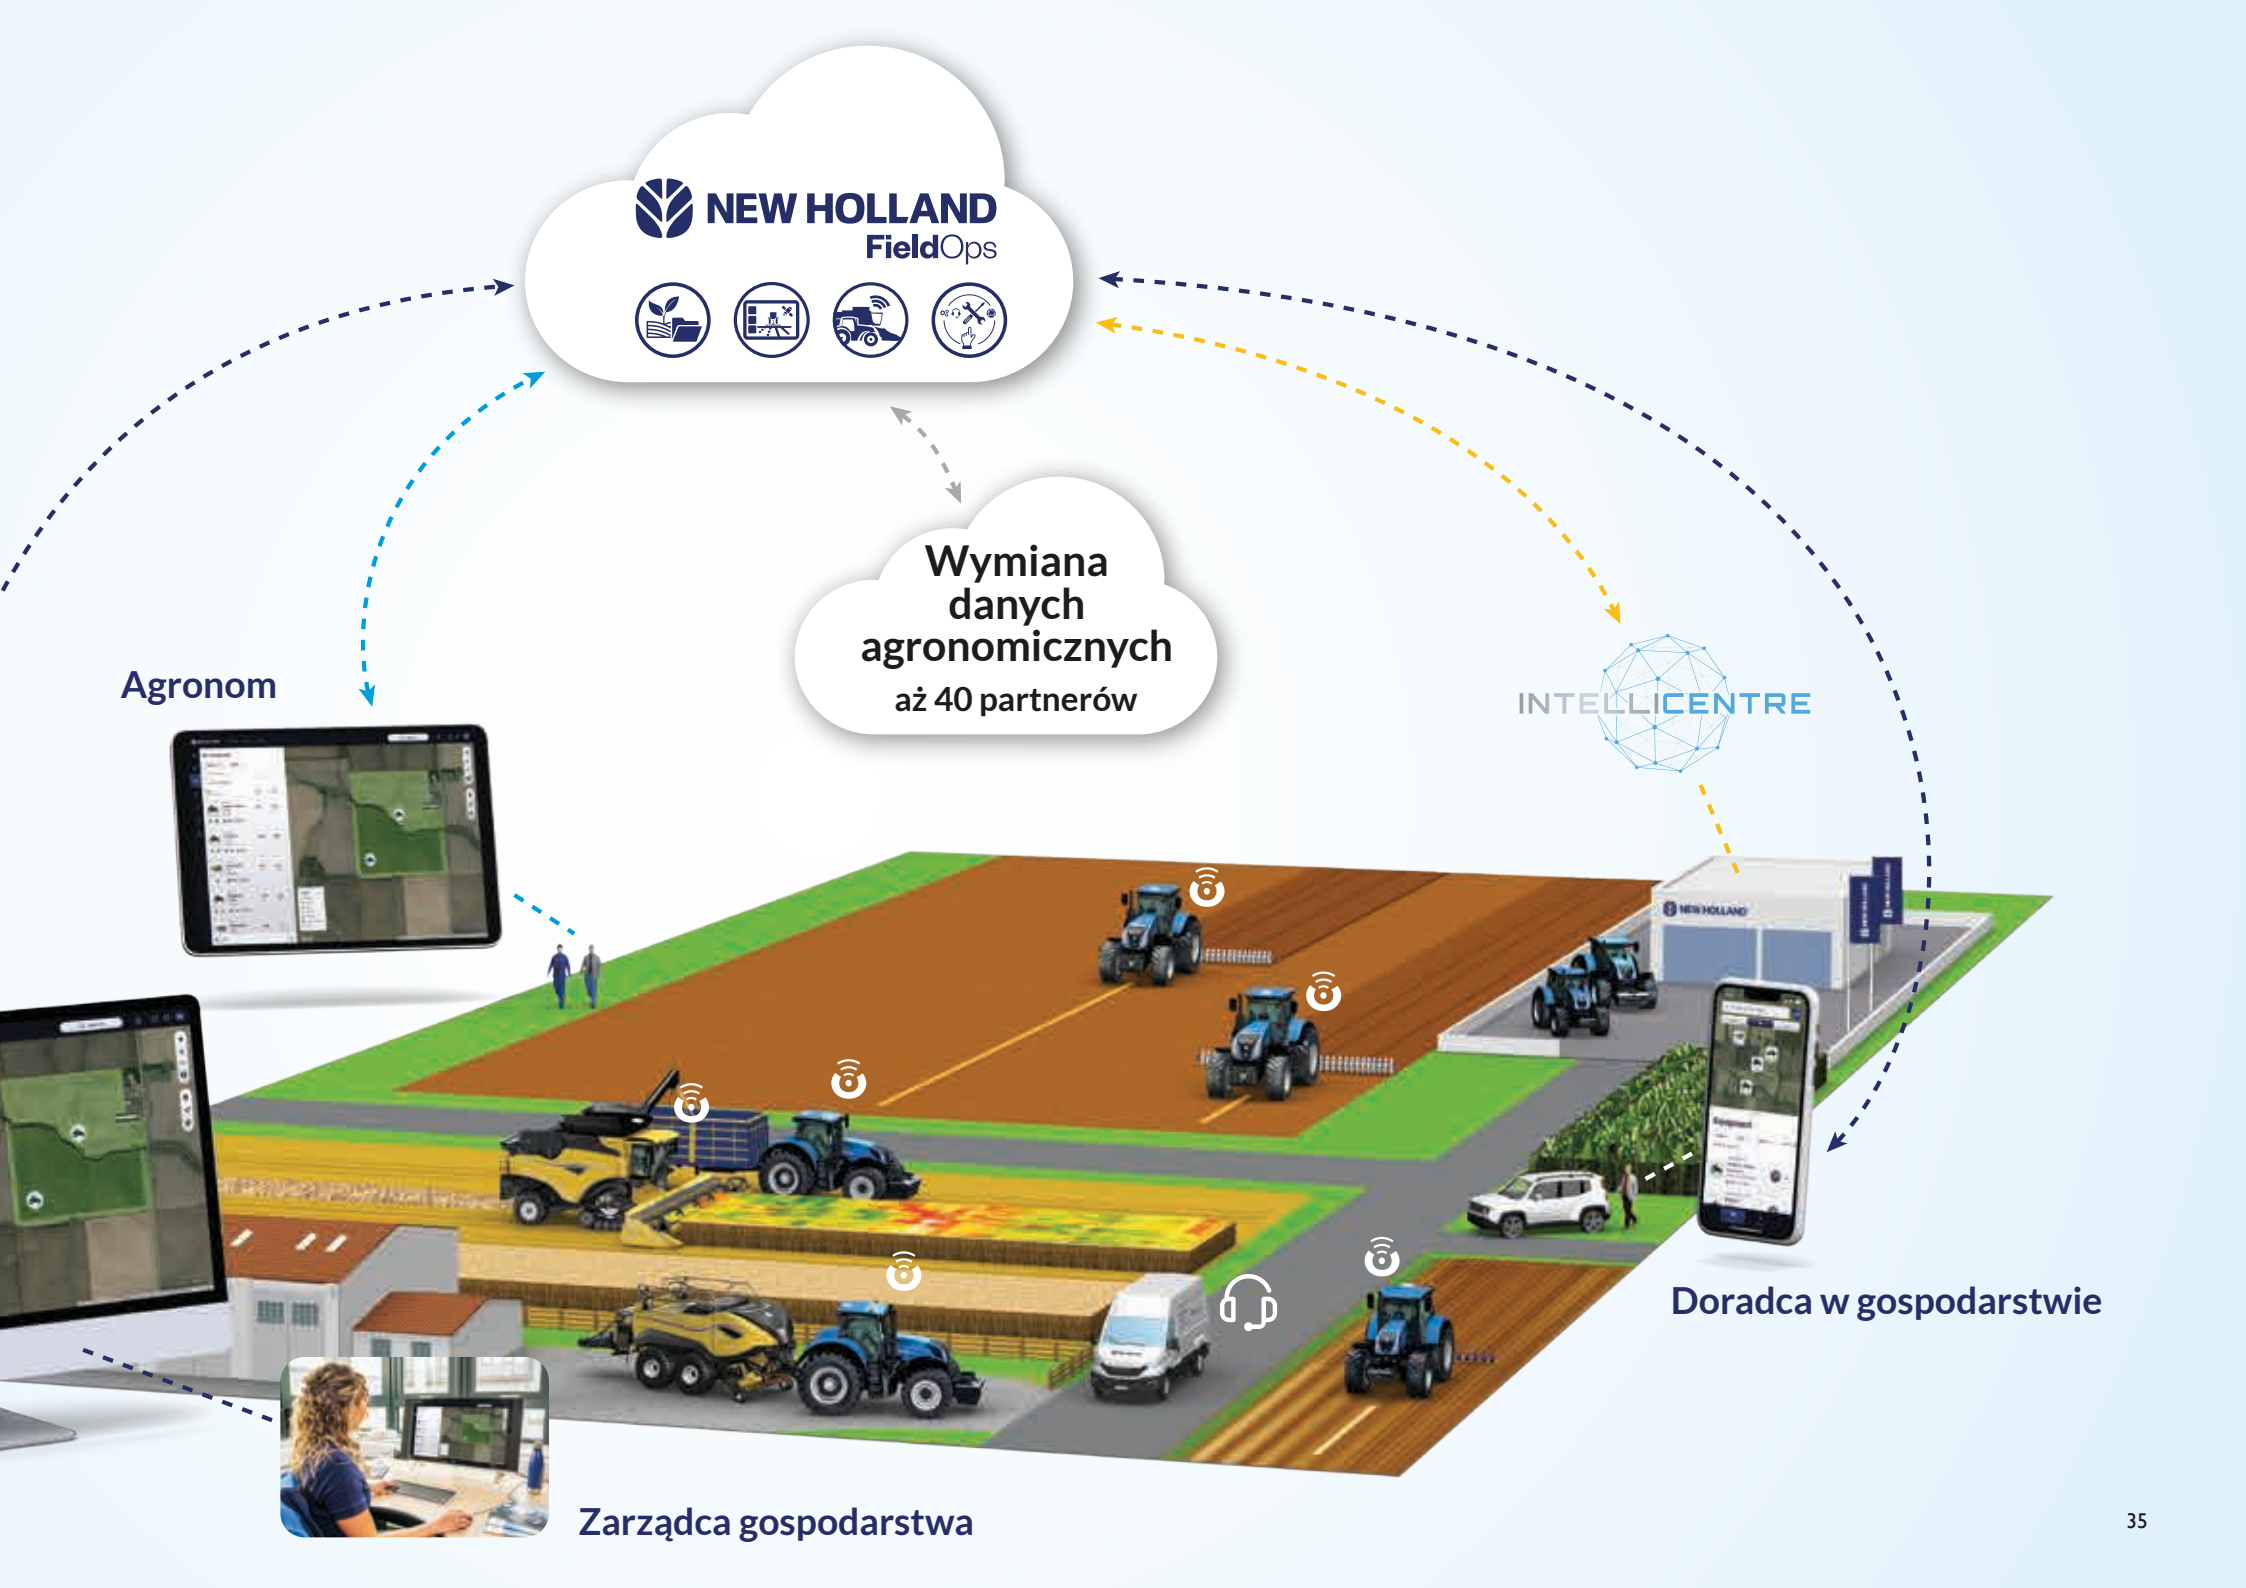 NEW HOLLAND
FieldOps
Wymiana
danych
agronomicznych
aż 40 partnerów
Agronom
INTELLICENTRE
NEW HOLLAND
Doradca w gospodarstwie
Zarządca gospodarstwa
35